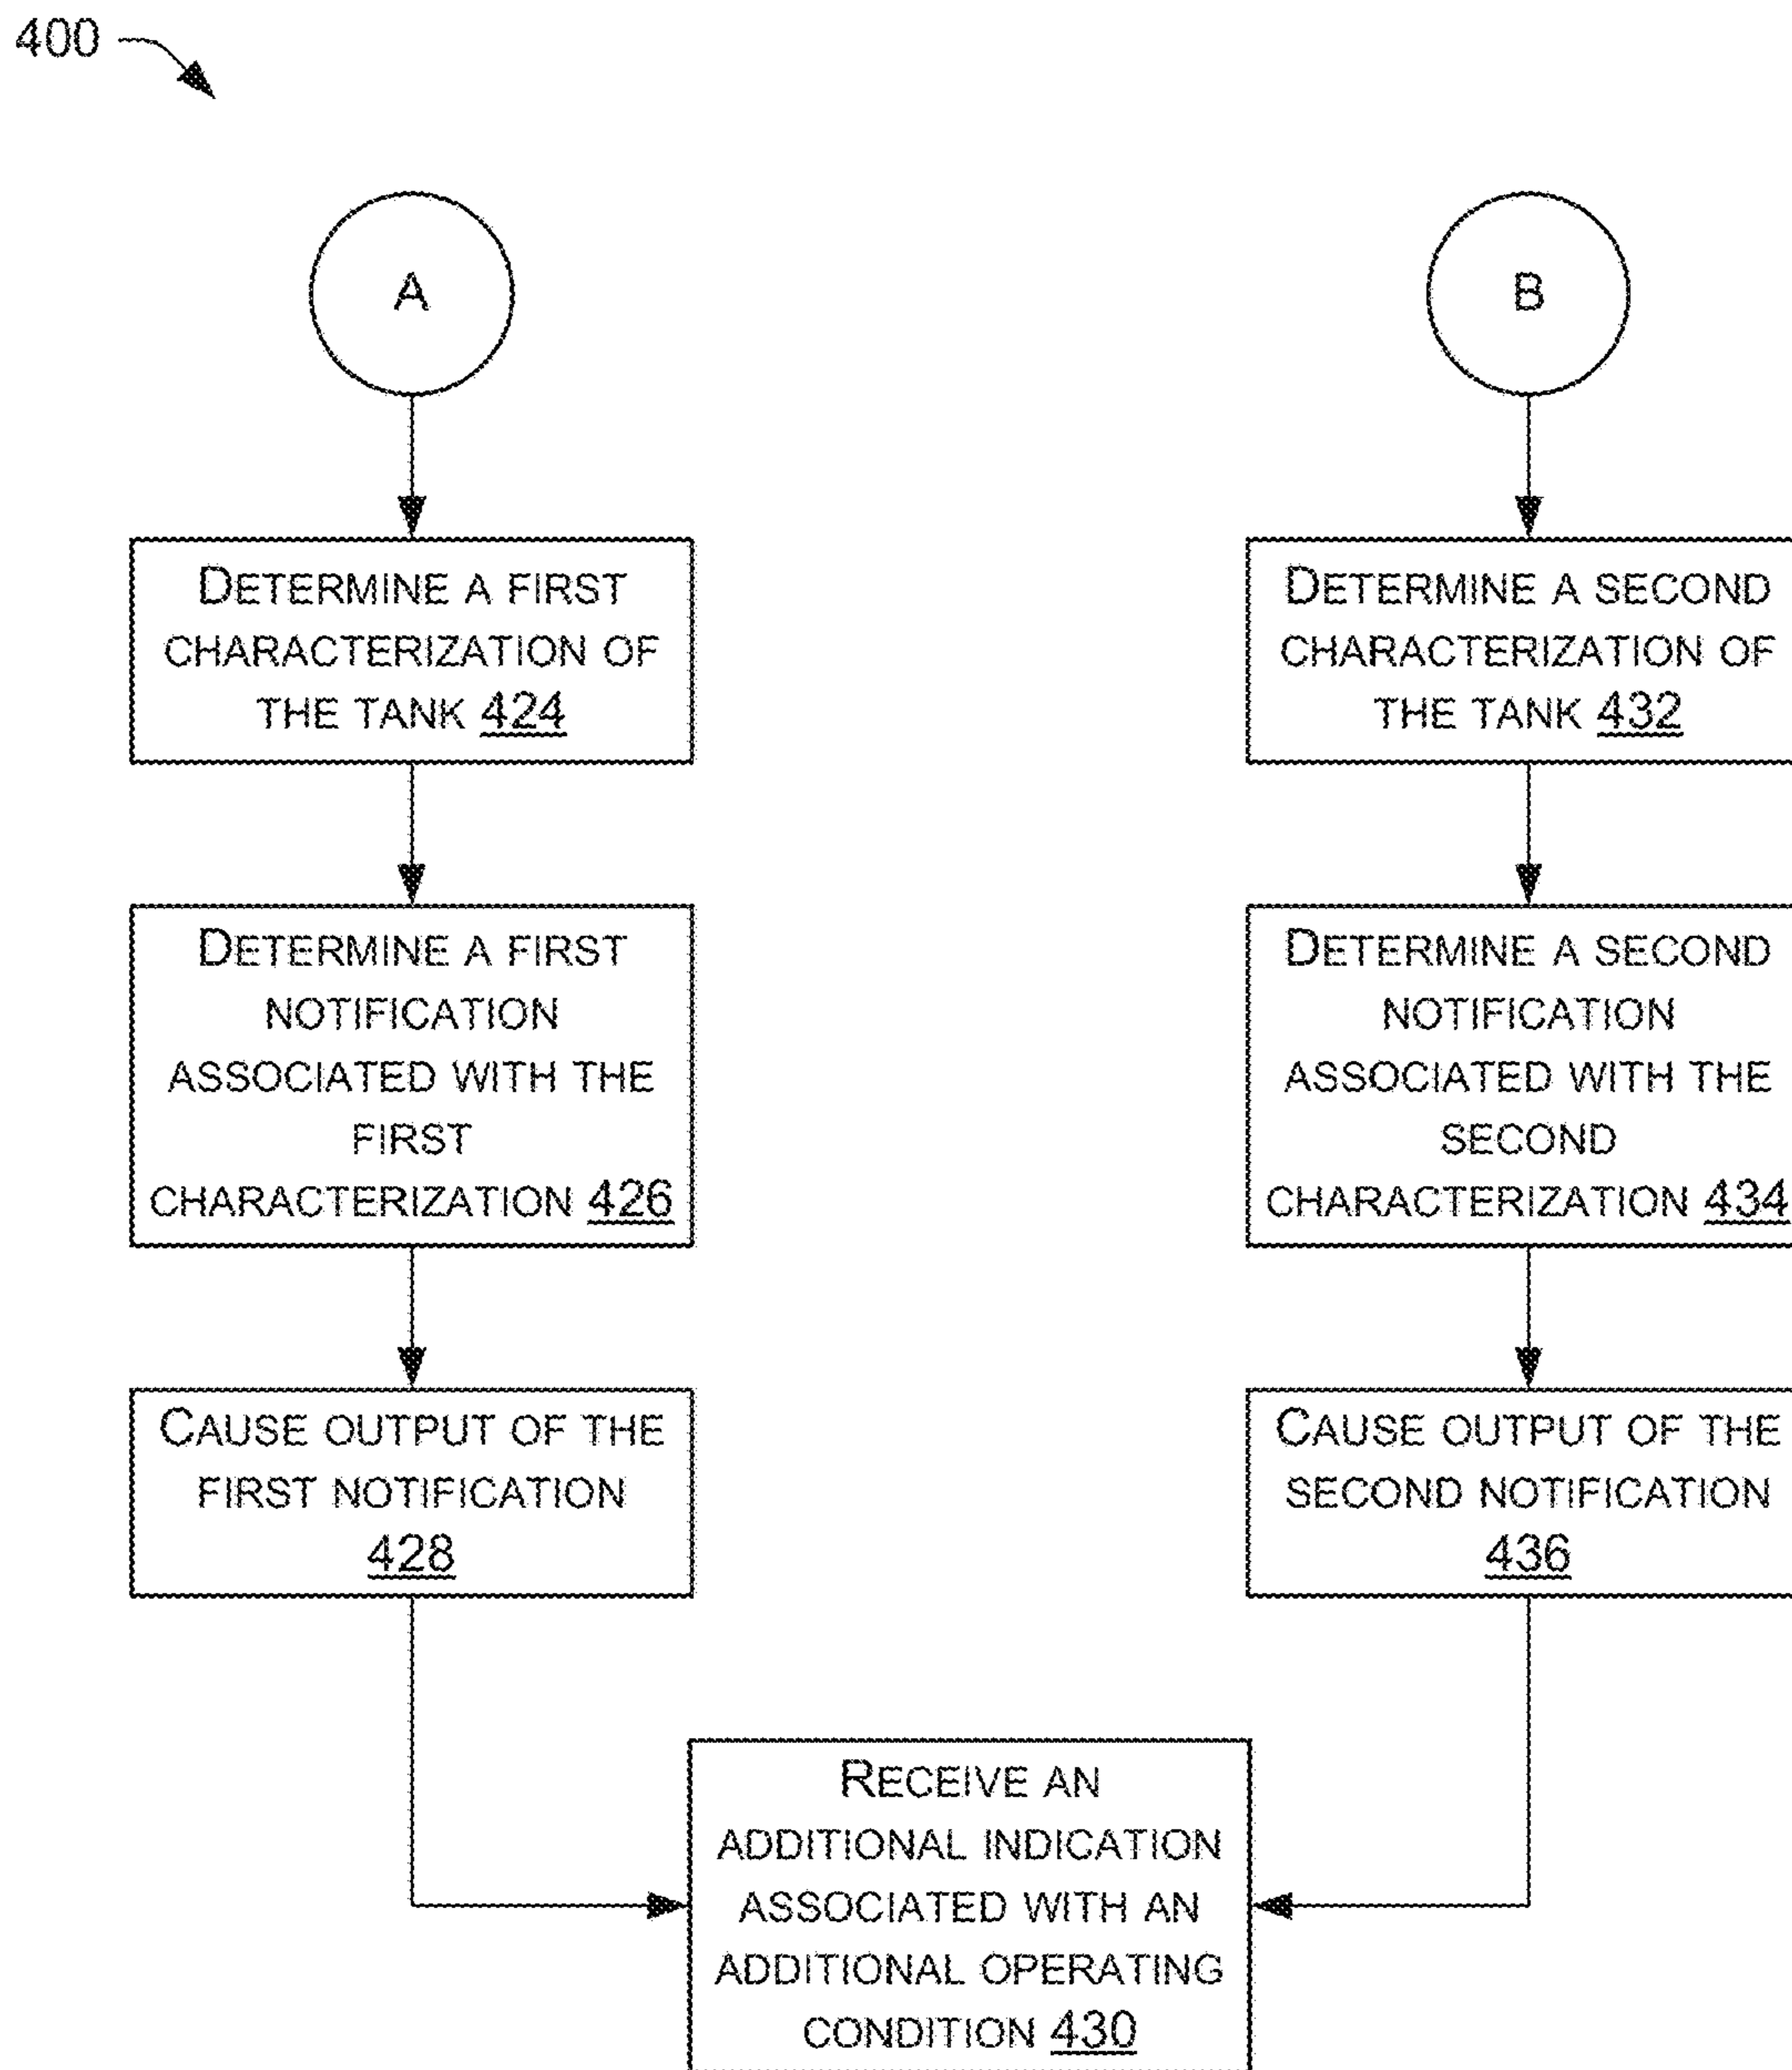 400
A
DETERMINE A FIRST
CHARACTERIZATION OF
THE TANK 424
DETERMINE A FIRST
NOTIFICATION
ASSOCIATED WITH THE
FIRST
CHARACTERIZATION 426
CAUSE OUTPUT OF THE
FIRST NOTIFICATION
428
B
DETERMINE A SECOND
CHARACTERIZATION OF
THE TANK 432
DETERMINE A SECOND
NOTIFICATION
ASSOCIATED WITH THE
SECOND
CHARACTERIZATION 434
CAUSE OUTPUT OF THE
SECOND NOTIFICATION
436
RECEIVE AN
ADDITIONAL INDICATION
ASSOCIATED WITH AN
ADDITIONAL OPERATING
CONDITION 430